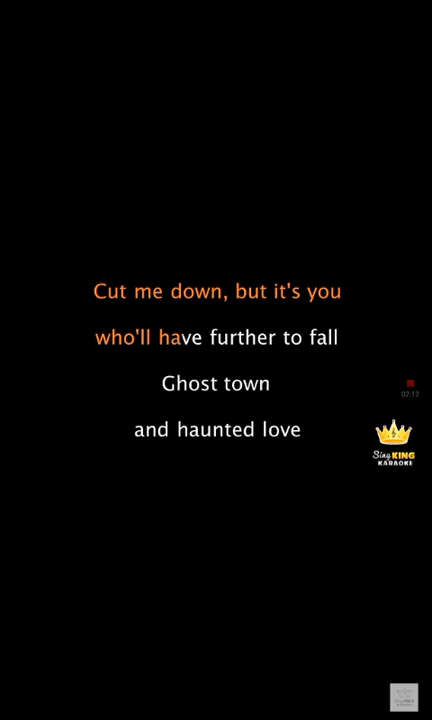 Cut me down, but it's you
who'll have further to fall
Ghost town
and haunted love
02:12
Sing KING
KARAOKE